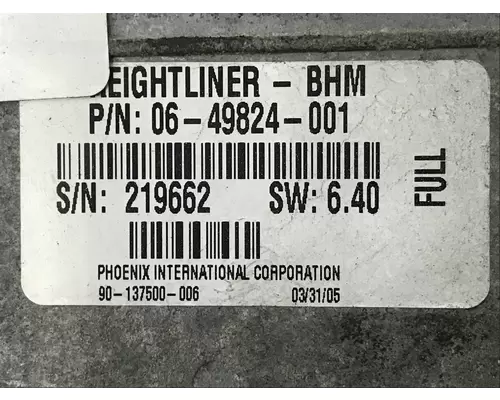 REIGHTLINER - BHM
P/N: 06-49824-001
S/N: 219662 SW: 6.40
FULL
PHOENIX INTERNATIONAL CORPORATION
90-137500-006 03/31/05